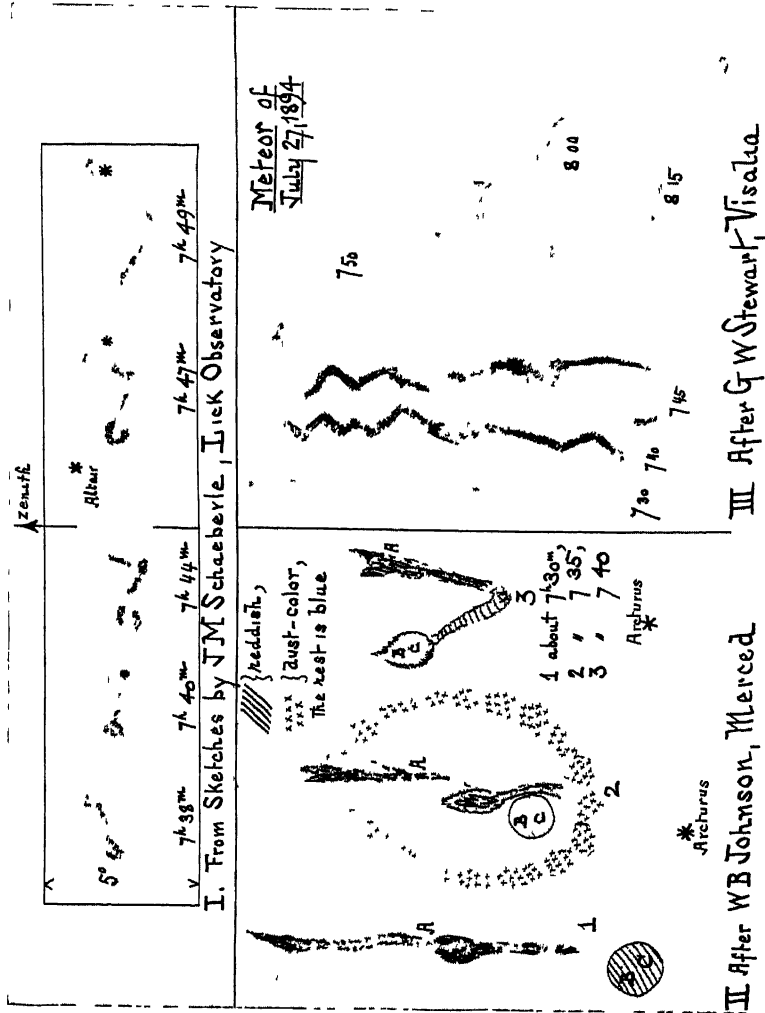 Zenith
5°
Altair
7ʰ 38ᵐ 7ʰ 40ᵐ 7ʰ 44ᵐ 7ʰ 47ᵐ 7ʰ 49ᵐ
I. From Sketches by J M Schaeberle, Lick Observatory
} reddish,
} dust-color,
The rest is blue
A
1
B C
A
B C
2
Arcturus
A
B C
3
1 about 7ʰ 30ᵐ,
2 " 7 35,
3 " 7 40
Arcturus
II After W B Johnson, Merced
Meteor of
July 27, 1894
7 30
7 40
7 45
7 50
8 00
8 15
III After G W Stewart, Visalia